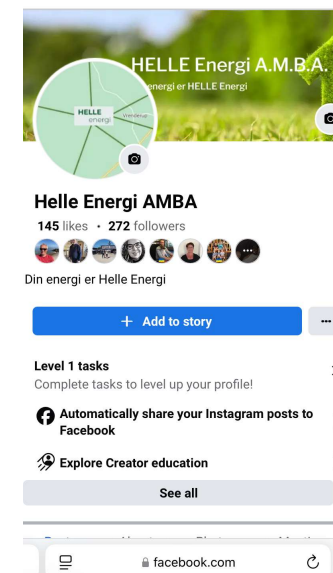 HELLE Energi A.M.B.A.
energi er HELLE Energi
HELLE
energi
Helle Energi AMBA
145 likes • 272 followers
Din energi er Helle Energi
+ Add to story
Level 1 tasks
Complete tasks to level up your profile!
Automatically share your Instagram posts to
Facebook
Explore Creator education
See all
facebook.com